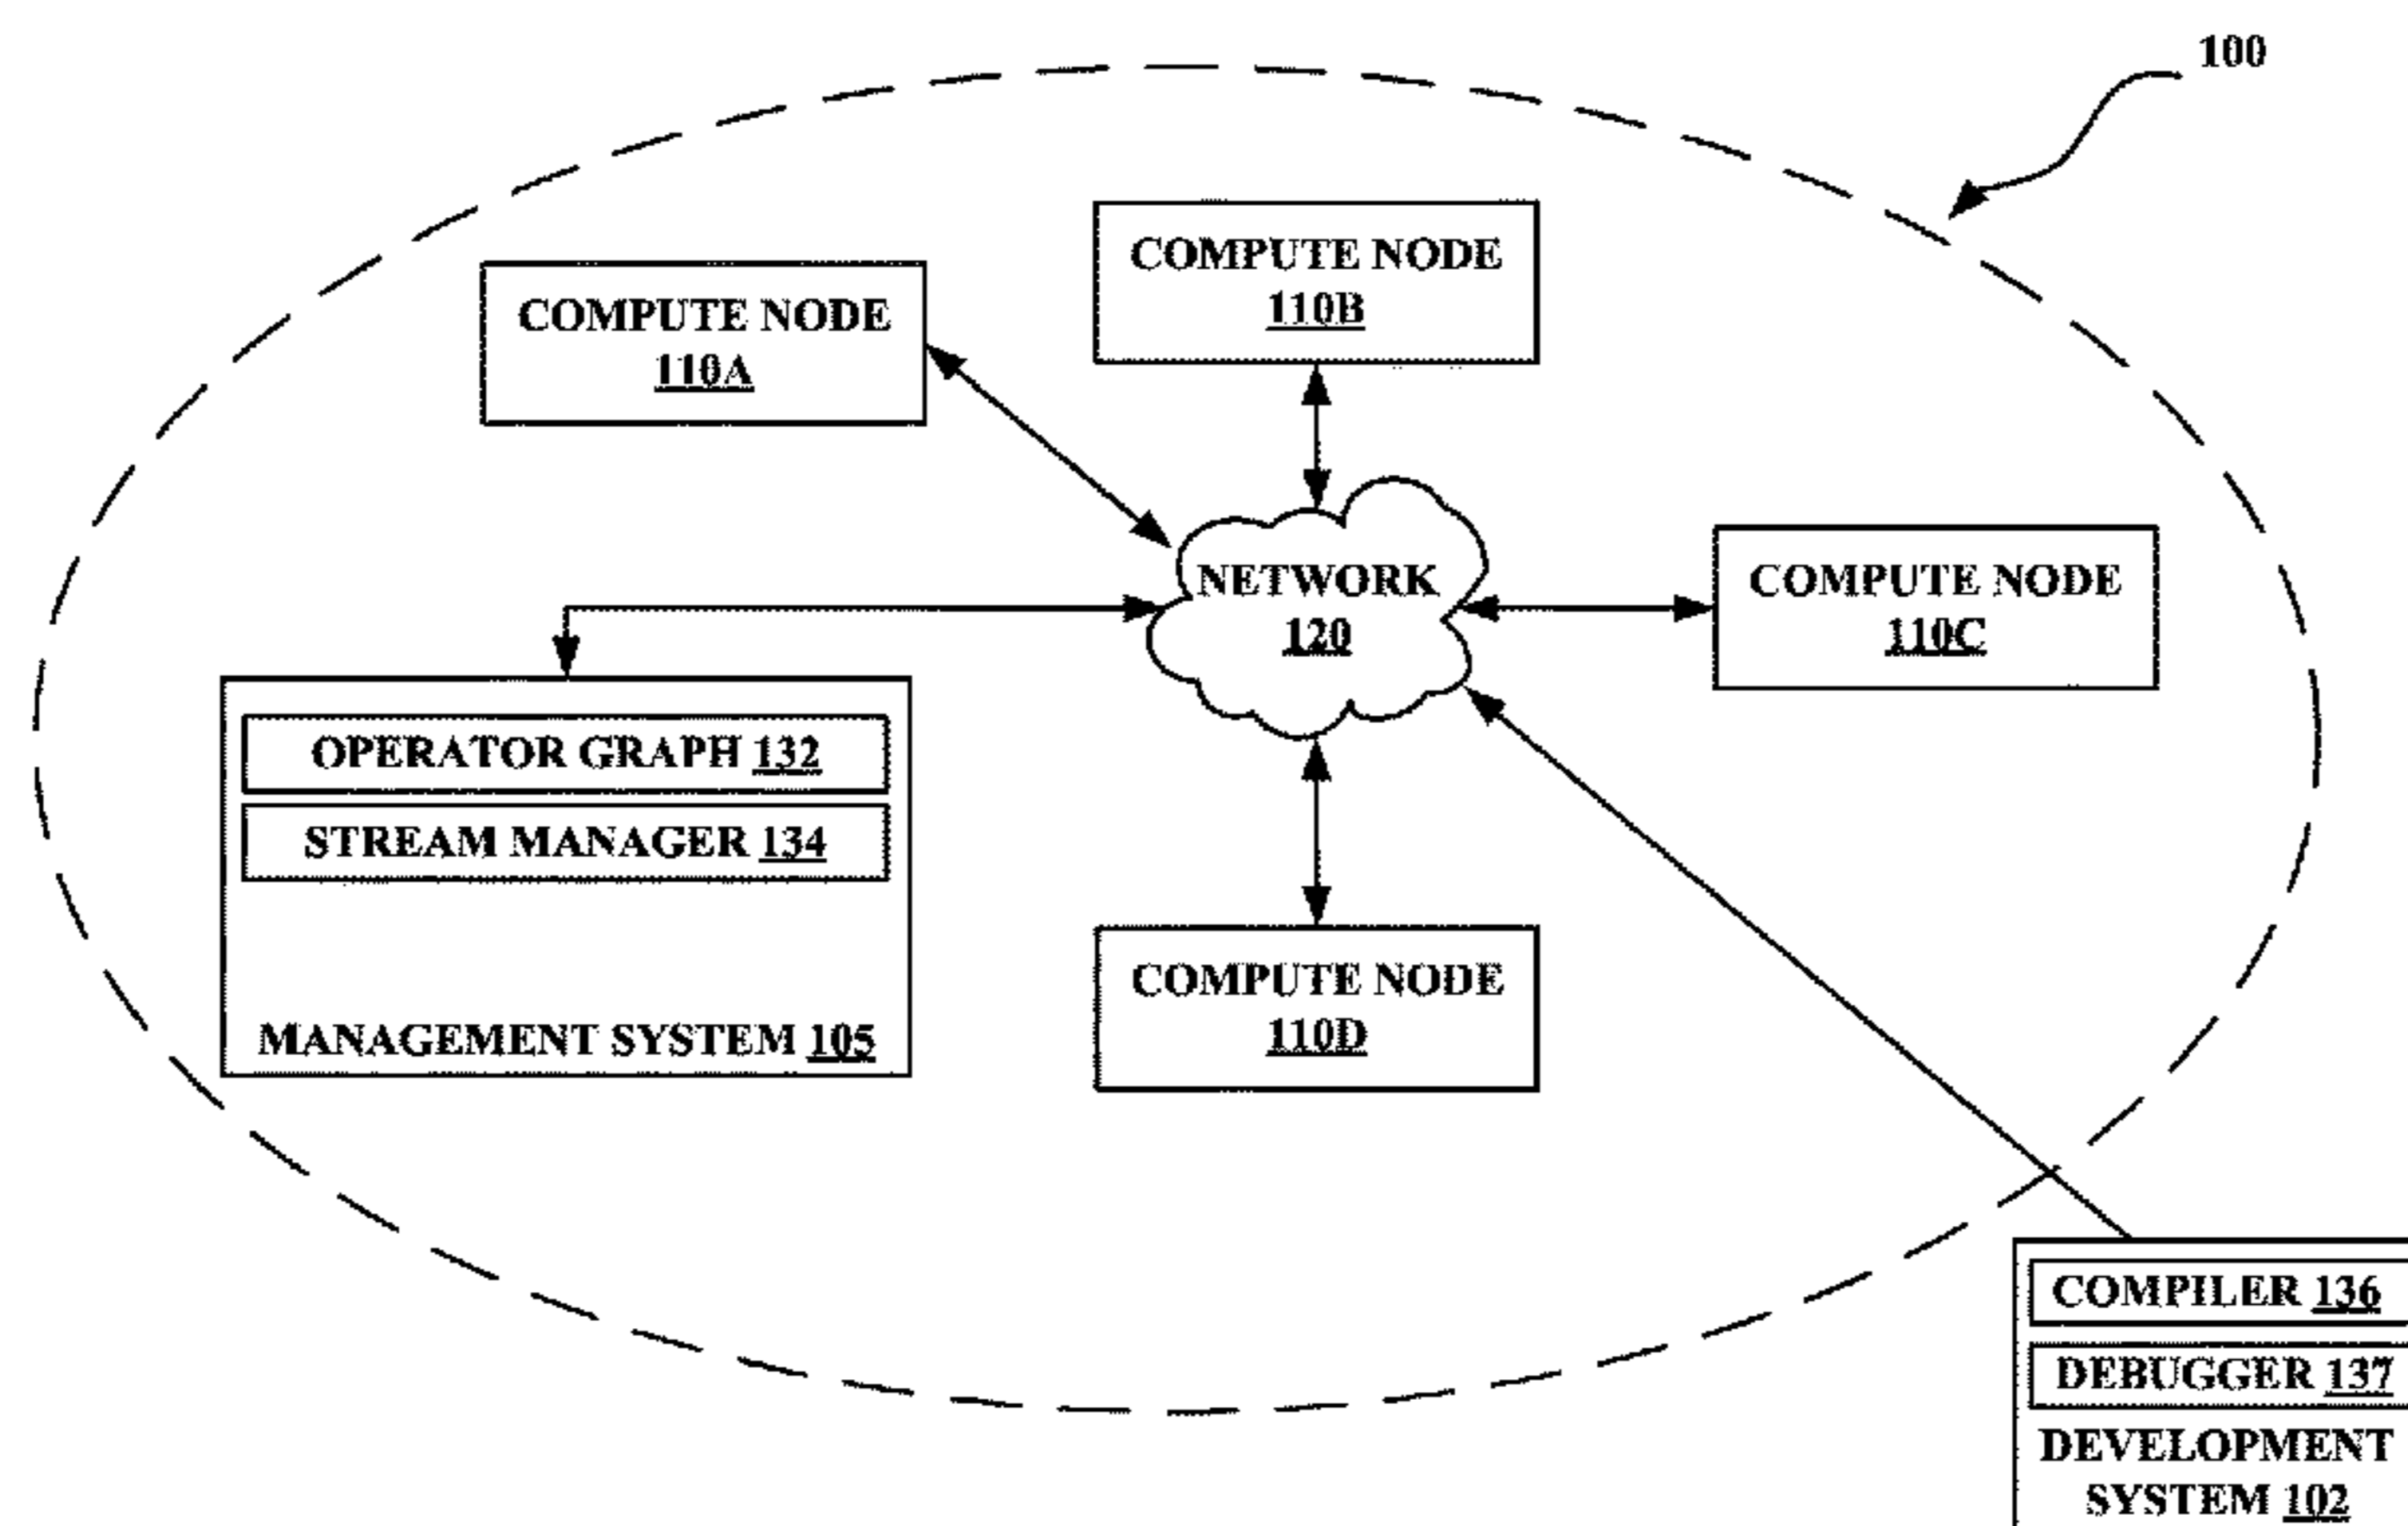 100
COMPUTE NODE
110B
COMPUTE NODE
110A
NETWORK
120
COMPUTE NODE
110C
OPERATOR GRAPH 132
STREAM MANAGER 134
MANAGEMENT SYSTEM 105
COMPUTE NODE
110D
COMPILER 136
DEBUGGER 137
DEVELOPMENT
SYSTEM 102